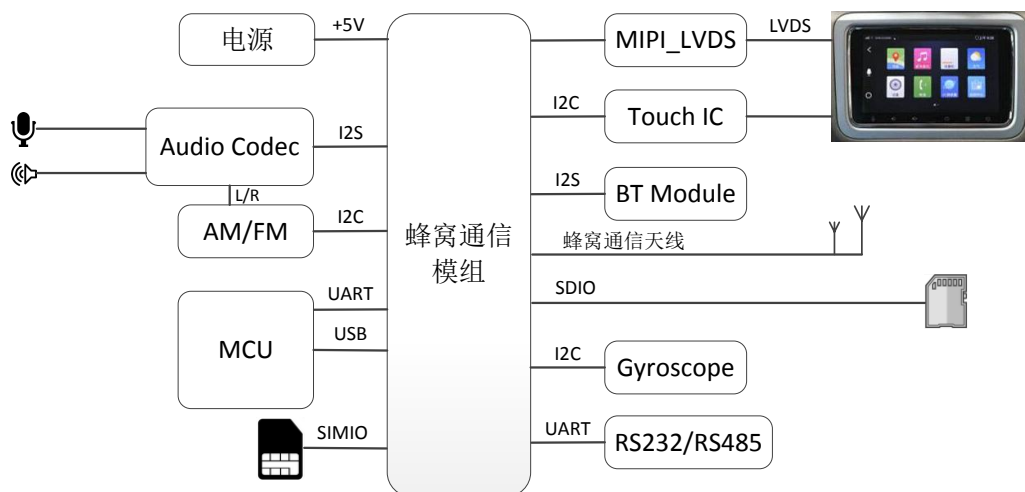 电源
+5V
MIPI_LVDS
LVDS
Audio Codec
I2S
I2C
Touch IC
L/R
AM/FM
I2C
I2S
BT Module
蜂窝通信
模组
蜂窝通信天线
MCU
UART
USB
SDIO
I2C
Gyroscope
SIMIO
UART
RS232/RS485